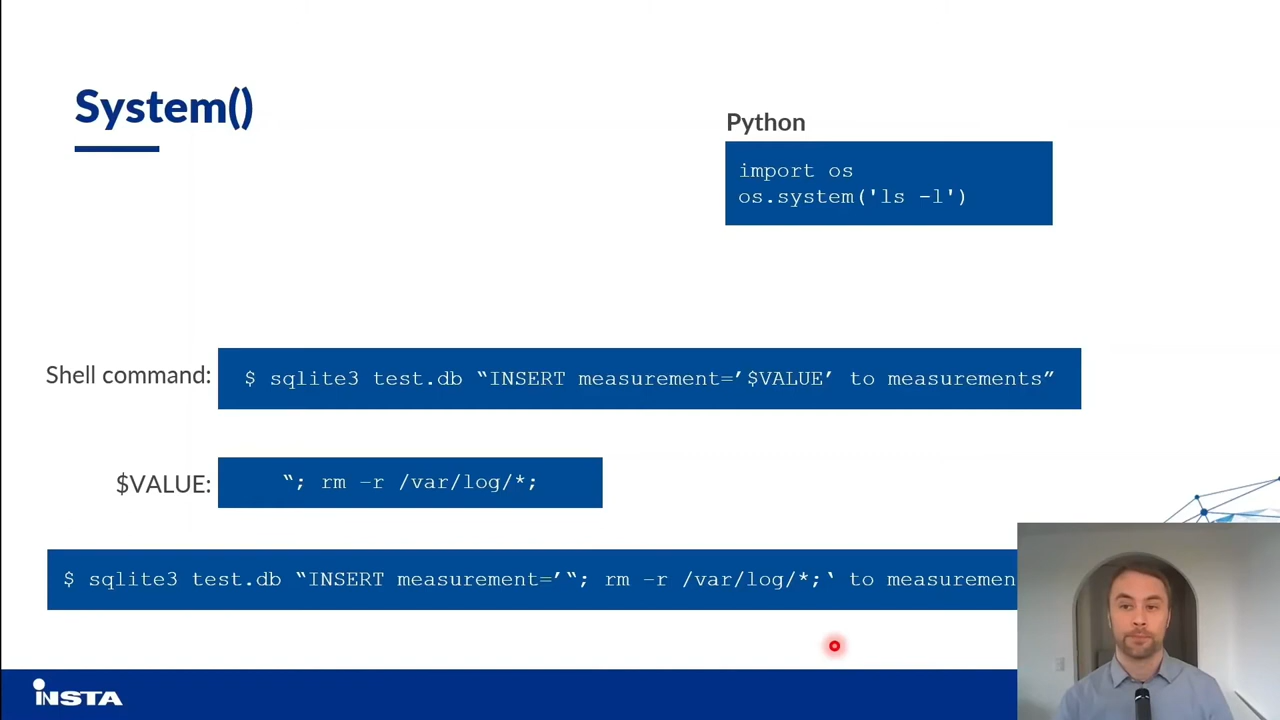 System()
Python
import os
os.system('ls -l')
Shell command:
$ sqlite3 test.db “INSERT measurement=’$VALUE’ to measurements”
$VALUE:
“; rm –r /var/log/*;
$ sqlite3 test.db “INSERT measurement=’“; rm –r /var/log/*;‘ to measuremen
INSTA